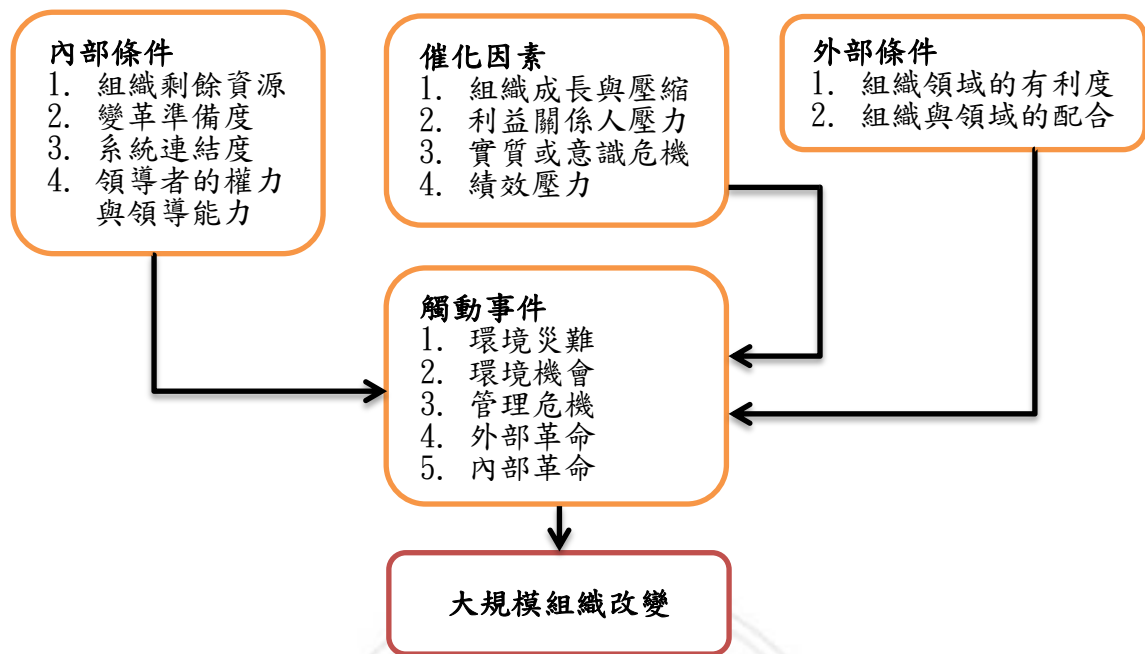 內部條件
1. 組織剩餘資源
2. 變革準備度
3. 系統連結度
4. 領導者的權力
與領導能力
催化因素
1. 組織成長與壓縮
2. 利益關係人壓力
3. 實質或意識危機
4. 績效壓力
外部條件
1. 組織領域的有利度
2. 組織與領域的配合
觸動事件
1. 環境災難
2. 環境機會
3. 管理危機
4. 外部革命
5. 內部革命
大規模組織改變